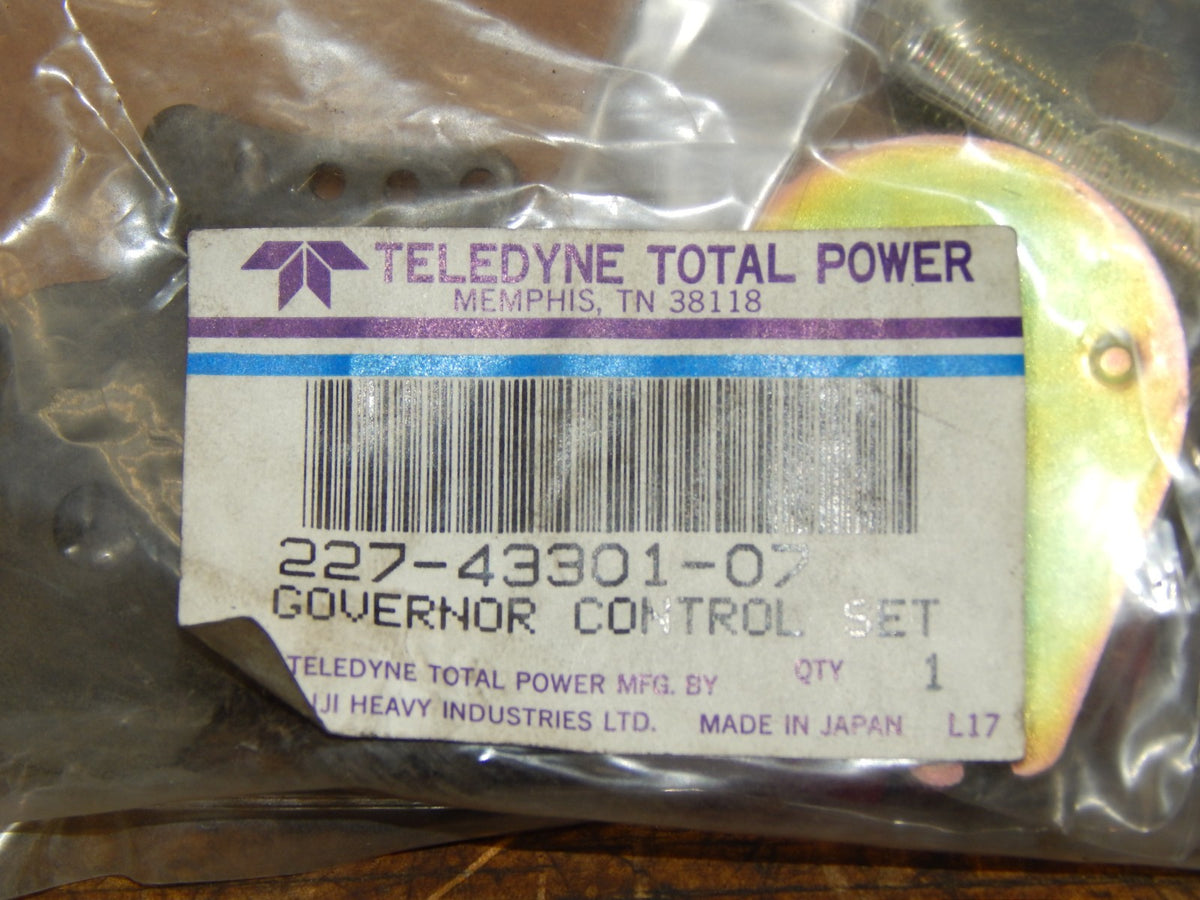 TELEDYNE TOTAL POWER
MEMPHIS, TN 38118
227-43301-07
GOVERNOR CONTROL SET
TELEDYNE TOTAL POWER MFG. BY QTY 1
HEAVY INDUSTRIES LTD. MADE IN JAPAN L17